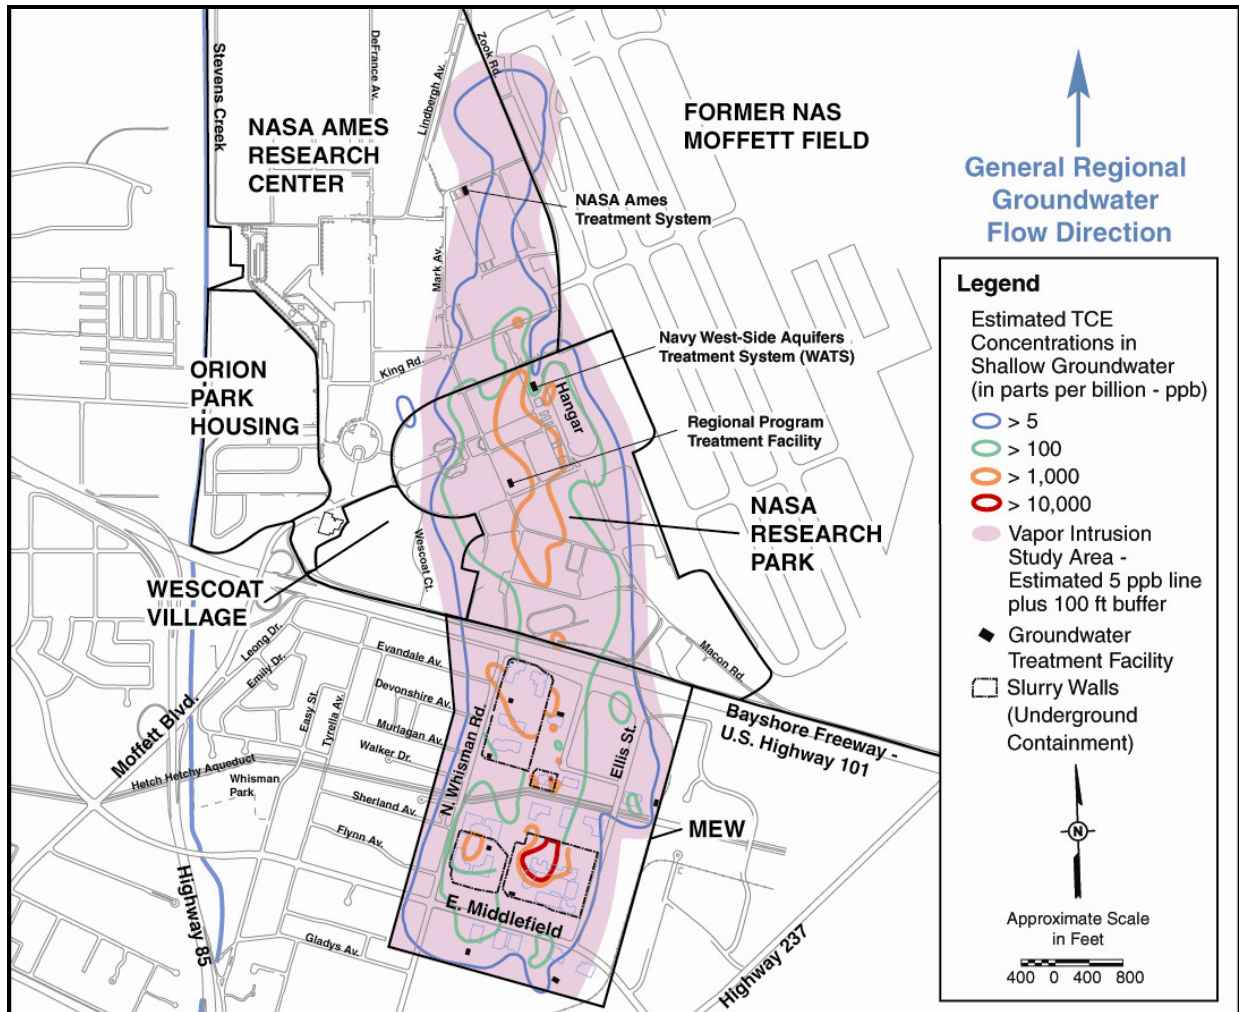 Stevens Creek
DeFrance Av.
Lindbergh Av.
Zook Rd.
NASA AMES
RESEARCH
CENTER
FORMER NAS
MOFFETT FIELD
General Regional
Groundwater
Flow Direction
NASA Ames
Treatment System
Mark Av.
King Rd.
Navy West-Side Aquifers
Treatment System (WATS)
Hangar
ORION
PARK
HOUSING
Regional Program
Treatment Facility
NASA
RESEARCH
PARK
Wescoat Ct.
WESCOAT
VILLAGE
Macon Rd.
Leong Dr.
Emily Dr.
Evandale Av.
Devonshire Av.
Easy St.
Tyrella Av.
Murlagan Av.
Walker Dr.
Moffett Blvd.
Hetch Hetchy Aqueduct
Whisman
Park
N. Whisman Rd.
Ellis St.
Bayshore Freeway -
U.S. Highway 101
Sherland Av.
Flynn Av.
MEW
E. Middlefield
Gladys Av.
Highway 85
Highway 237
Legend
Estimated TCE
Concentrations in
Shallow Groundwater
(in parts per billion - ppb)
> 5
> 100
> 1,000
> 10,000
Vapor Intrusion
Study Area -
Estimated 5 ppb line
plus 100 ft buffer
Groundwater
Treatment Facility
Slurry Walls
(Underground
Containment)
N
Approximate Scale
in Feet
400 0 400 800